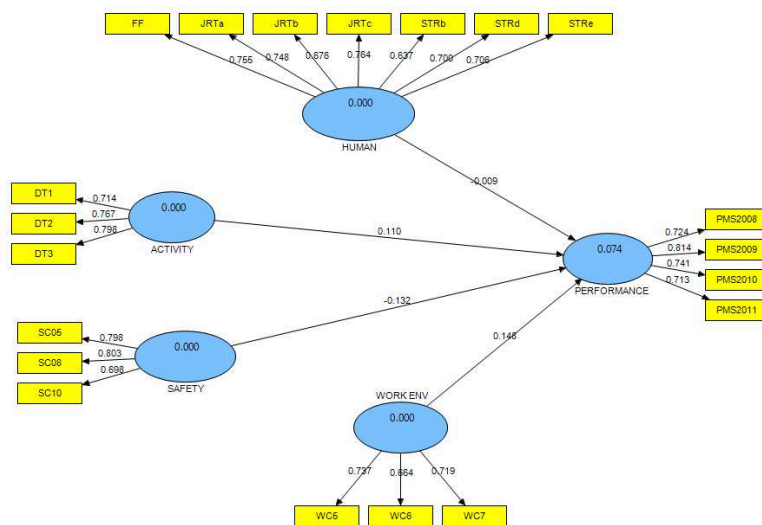 FF JRTa JRTb JRTc STRb STRd STRe
0.755 0.748 0.676 0.764 0.637 0.700 0.706
0.000
HUMAN
-0.009
DT1 0.714
DT2 0.767
DT3 0.798
0.000
ACTIVITY
0.110
0.074
PERFORMANCE
0.724 PMS2008
0.814 PMS2009
0.741 PMS2010
0.713 PMS2011
-0.132
SC05 0.798
SC08 0.803
SC10 0.698
0.000
SAFETY
0.146
WORK ENV
0.000
0.737 0.664 0.719
WC5 WC6 WC7